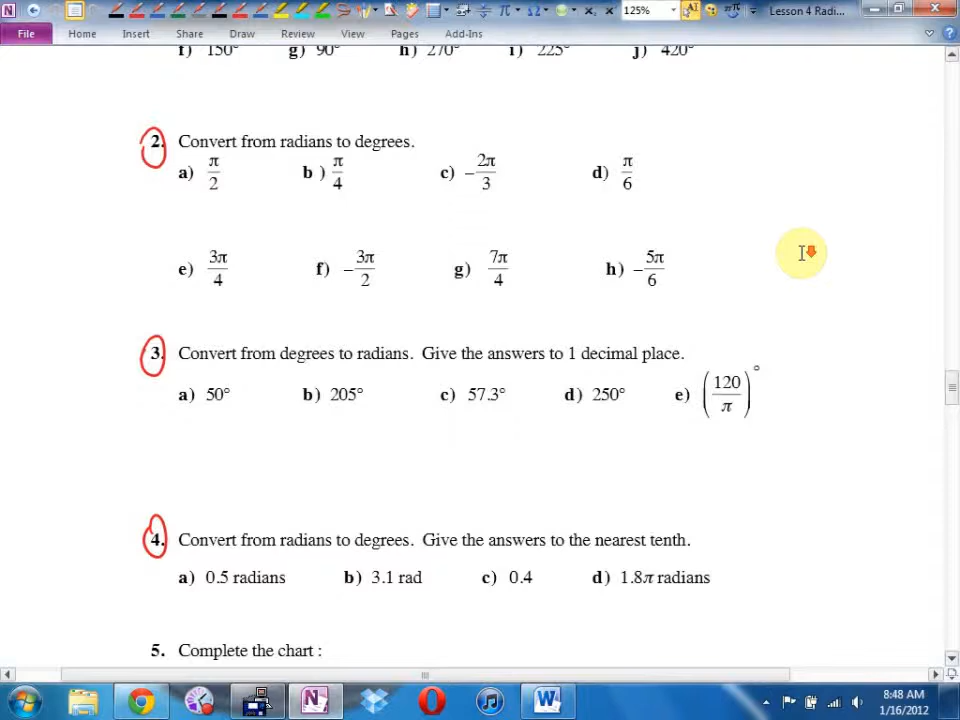 125%
Lesson 4 Radi...
File Home Insert Share Draw Review View Pages Add-Ins
f) 150° g) 90° h) 270° i) 225° j) 420°
2. Convert from radians to degrees.
a) π/2 b ) π/4 c) −2π/3 d) π/6
e) 3π/4 f) −3π/2 g) 7π/4 h) −5π/6
3. Convert from degrees to radians. Give the answers to 1 decimal place.
a) 50° b) 205° c) 57.3° d) 250° e) (120/π)°
4. Convert from radians to degrees. Give the answers to the nearest tenth.
a) 0.5 radians b) 3.1 rad c) 0.4 d) 1.8π radians
5. Complete the chart :
8:48 AM
1/16/2012